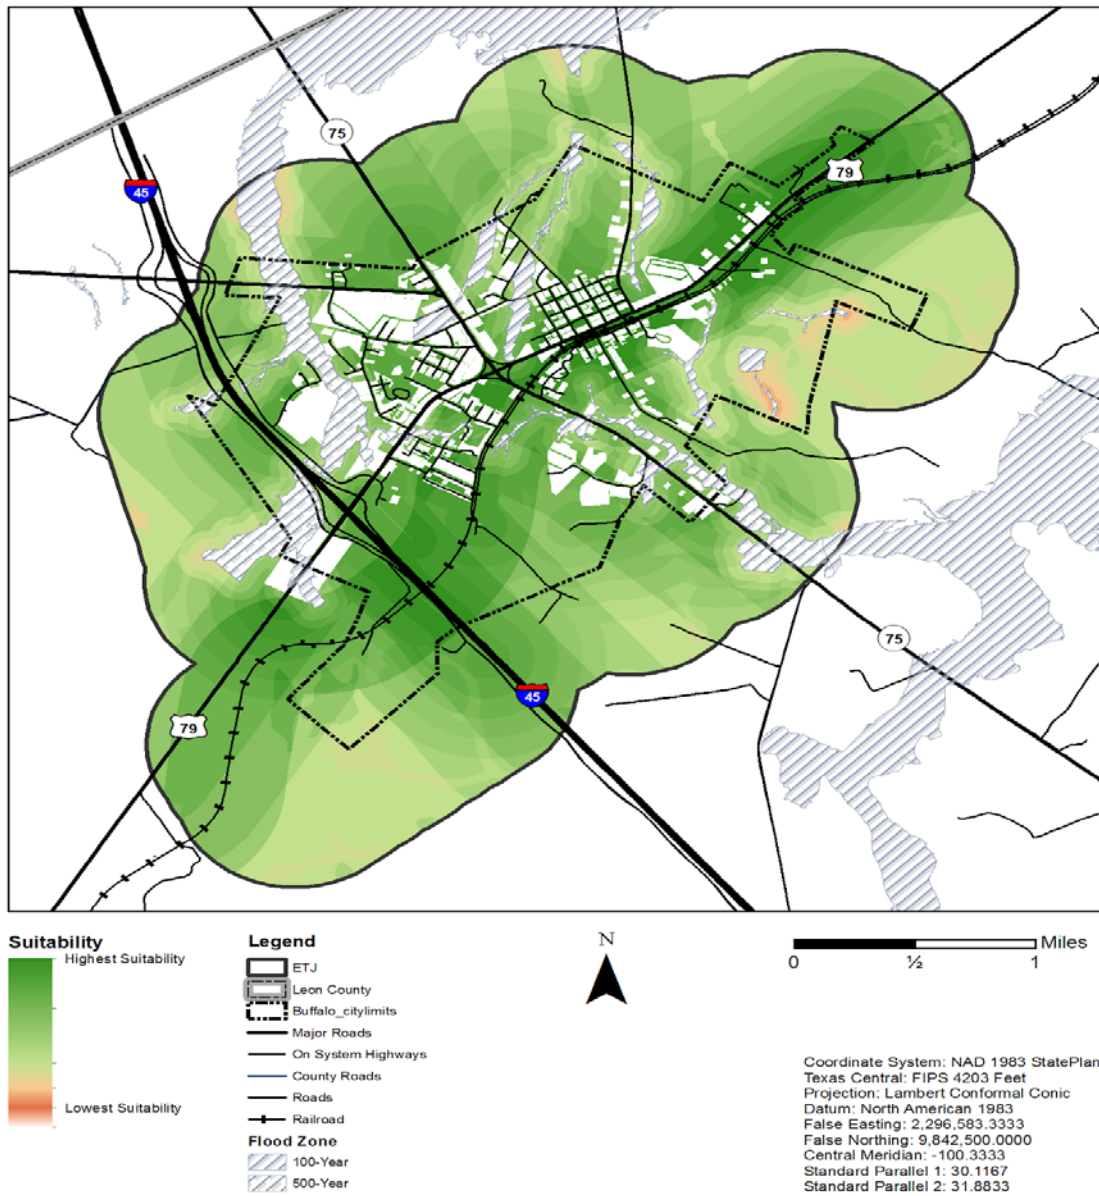 75
79
45
75
45
79
Suitability
Highest Suitability
Lowest Suitability
Legend
ETJ
Leon County
Buffalo_citylimits
Major Roads
On System Highways
County Roads
Roads
Railroad
Flood Zone
100-Year
500-Year
N
Miles
0 ½ 1
Coordinate System: NAD 1983 StatePlan
Texas Central: FIPS 4203 Feet
Projection: Lambert Conformal Conic
Datum: North American 1983
False Easting: 2,296,583.3333
False Northing: 9,842,500.0000
Central Meridian: -100.3333
Standard Parallel 1: 30.1167
Standard Parallel 2: 31.8833